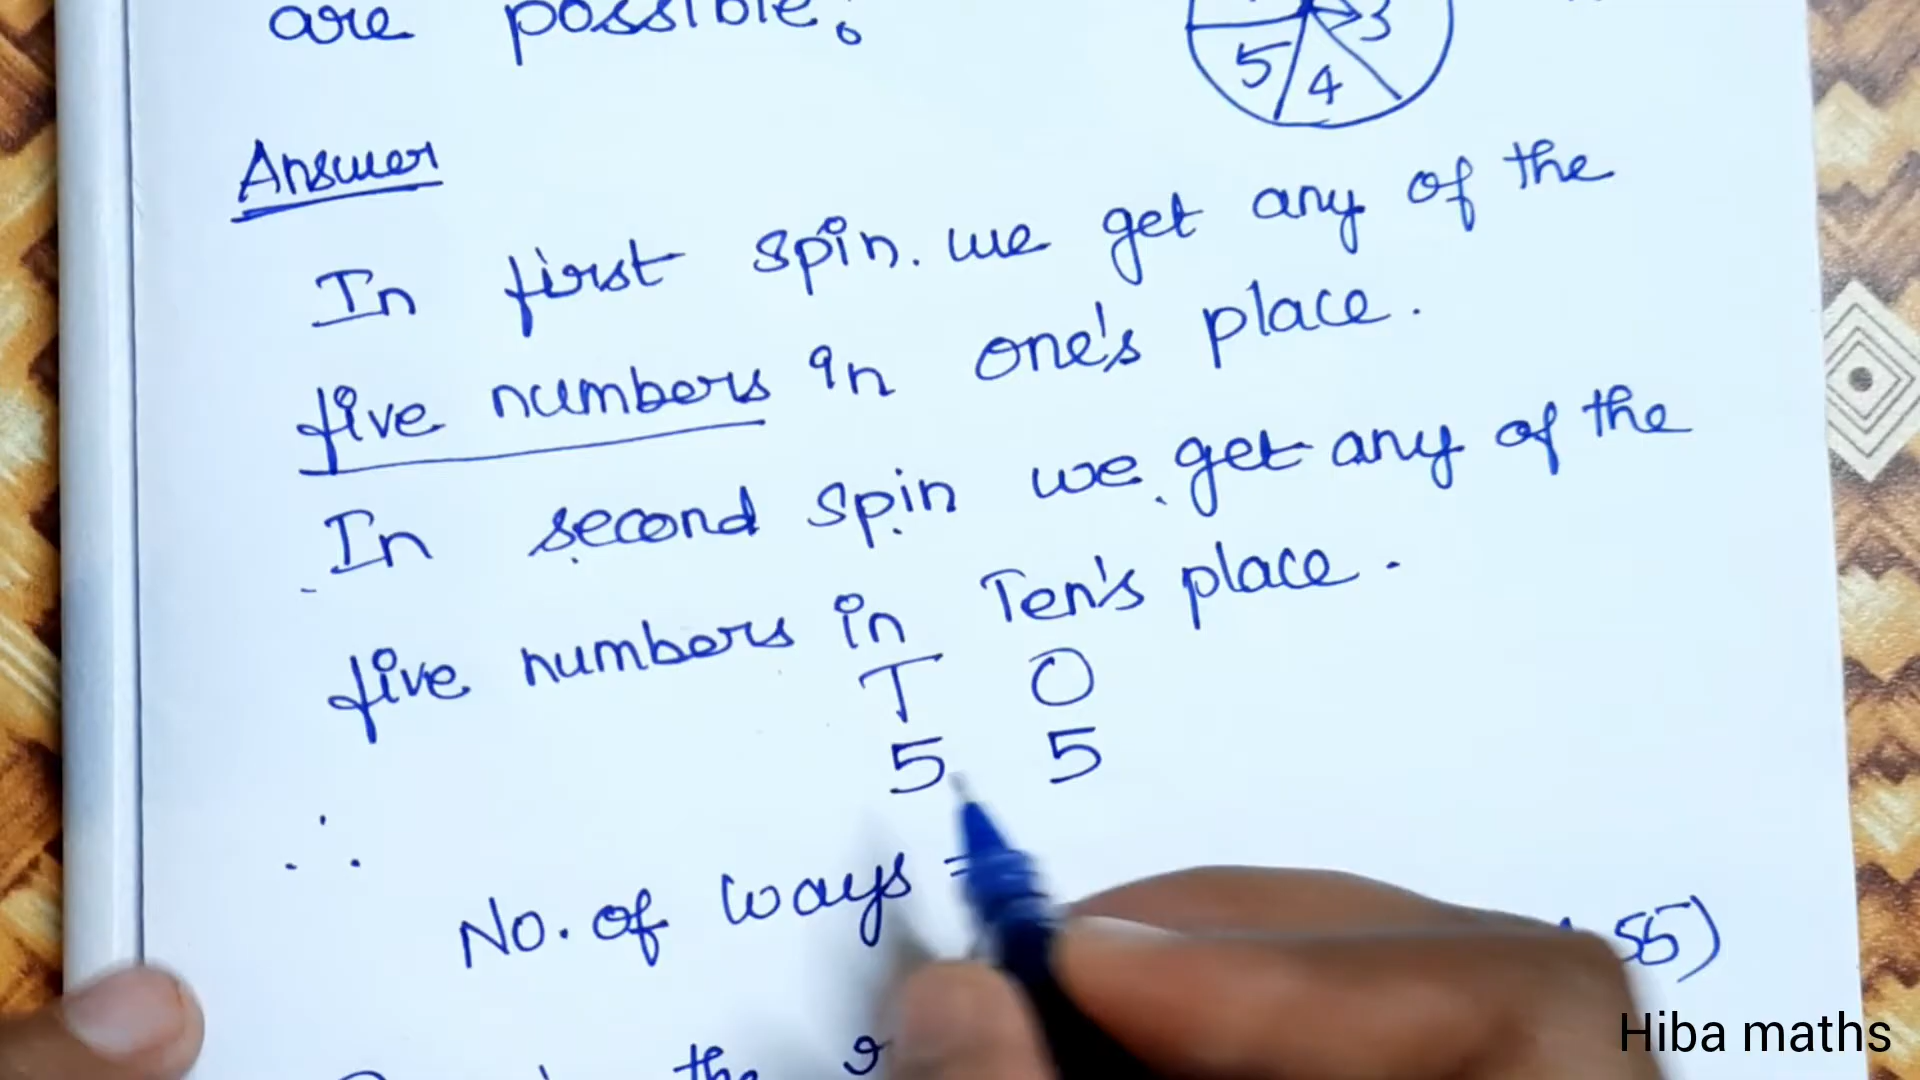 are possible.
3
5
4
Answer
In first spin. we get any of the
five numbers in one's place.
In second spin we get any of the
five numbers in Ten's place.
T O
5 5
∴
No. of ways =
55)
the
Hiba maths